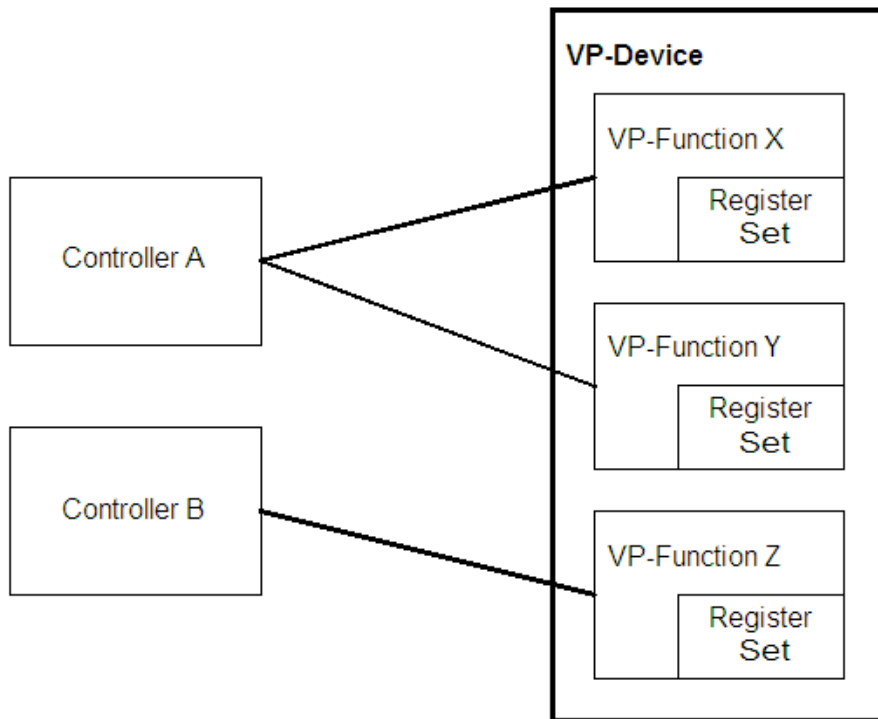 VP-Device
VP-Function X
Register
Set
Controller A
VP-Function Y
Register
Set
Controller B
VP-Function Z
Register
Set